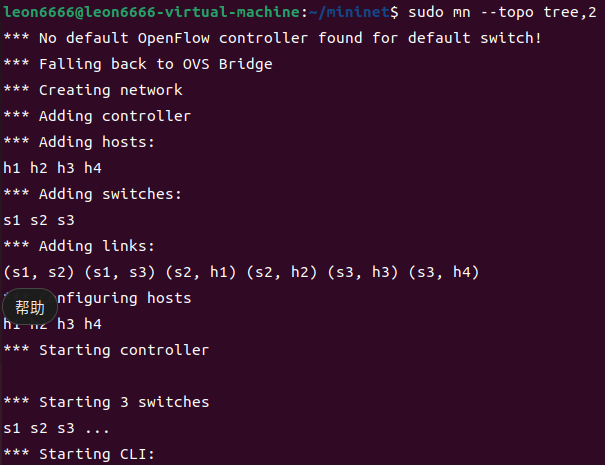 leon6666@leon6666-virtual-machine:~/mininet$ sudo mn --topo tree,2
*** No default OpenFlow controller found for default switch!
*** Falling back to OVS Bridge
*** Creating network
*** Adding controller
*** Adding hosts:
h1 h2 h3 h4
*** Adding switches:
s1 s2 s3
*** Adding links:
(s1, s2) (s1, s3) (s2, h1) (s2, h2) (s3, h3) (s3, h4)
nfiguring hosts
帮助
h1 h2 h3 h4
*** Starting controller
*** Starting 3 switches
s1 s2 s3 ...
*** Starting CLI: